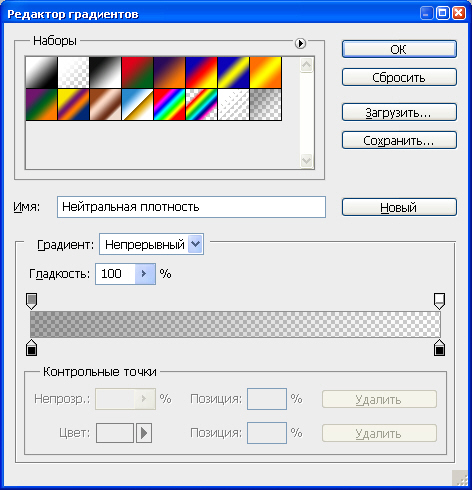 Редактор градиентов
Наборы
ОК
Сбросить
Загрузить...
Сохранить...
Имя: Нейтральная плотность
Новый
Градиент: Непрерывный
Гладкость: 100 %
Контрольные точки
Непрозр.: % Позиция: % Удалить
Цвет: Позиция: % Удалить